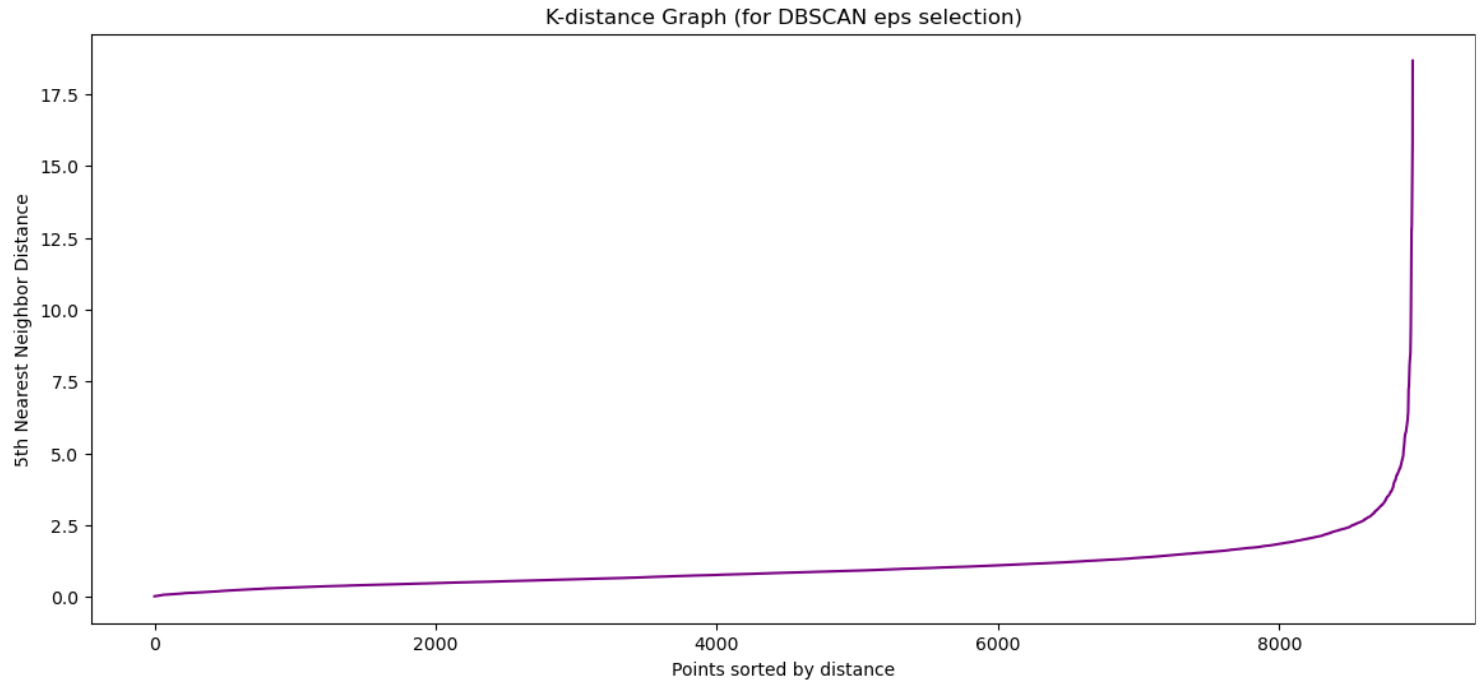 K-distance Graph (for DBSCAN eps selection)
17.5
15.0
12.5
10.0
7.5
5.0
2.5
0.0
5th Nearest Neighbor Distance
0 2000 4000 6000 8000
Points sorted by distance